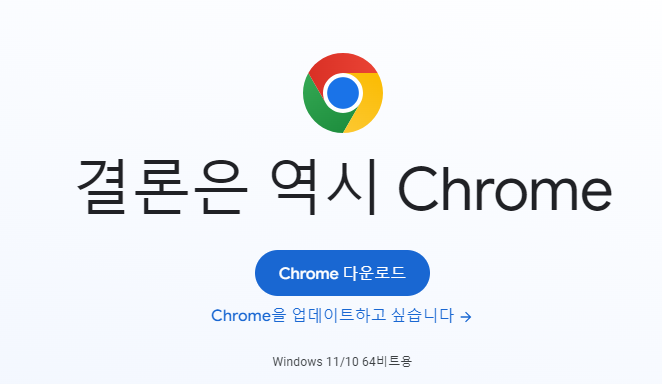 결론은 역시 Chrome
Chrome 다운로드
Chrome을 업데이트하고 싶습니다 →
Windows 11/10 64비트용